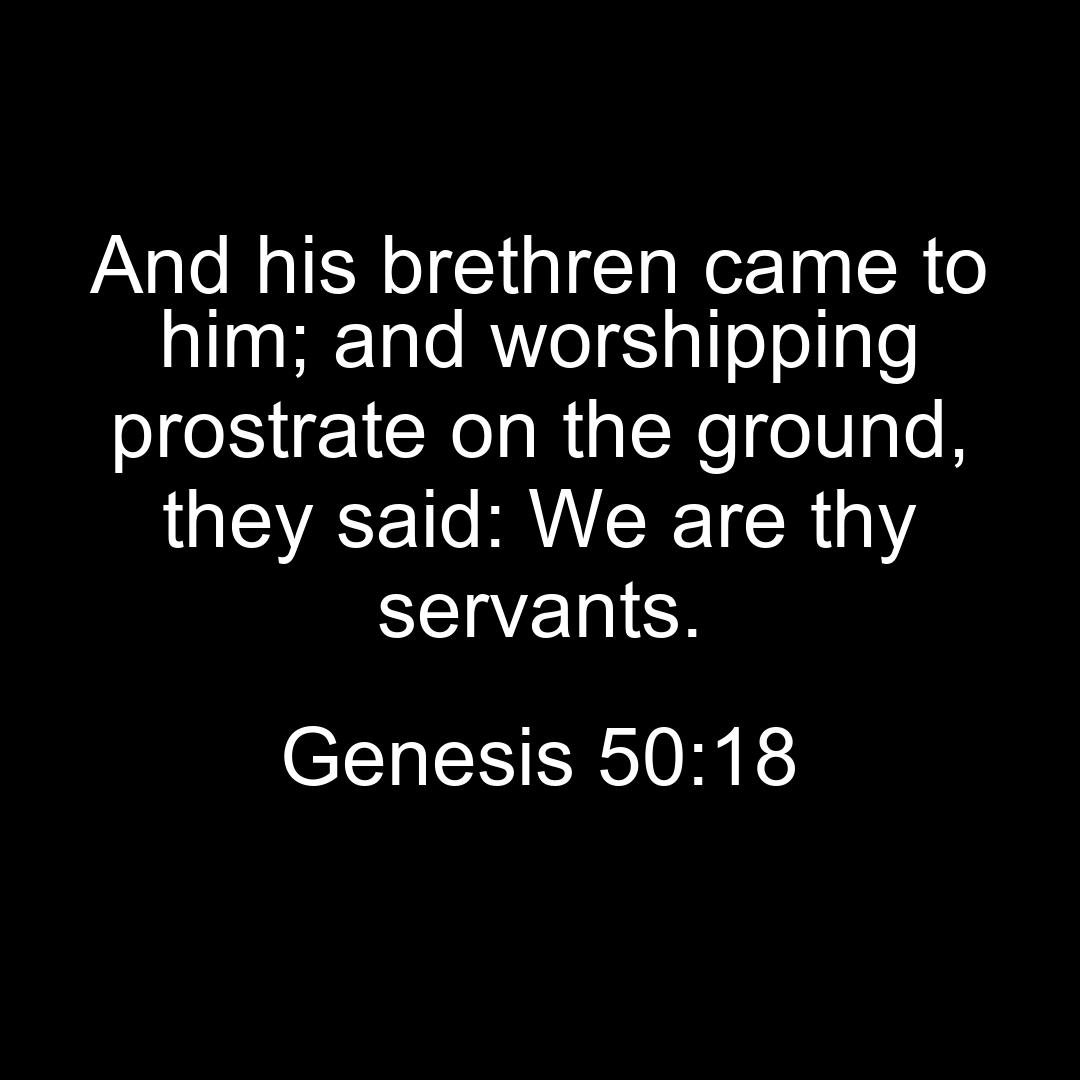 And his brethren came to
him; and worshipping
prostrate on the ground,
they said: We are thy
servants.
Genesis 50:18